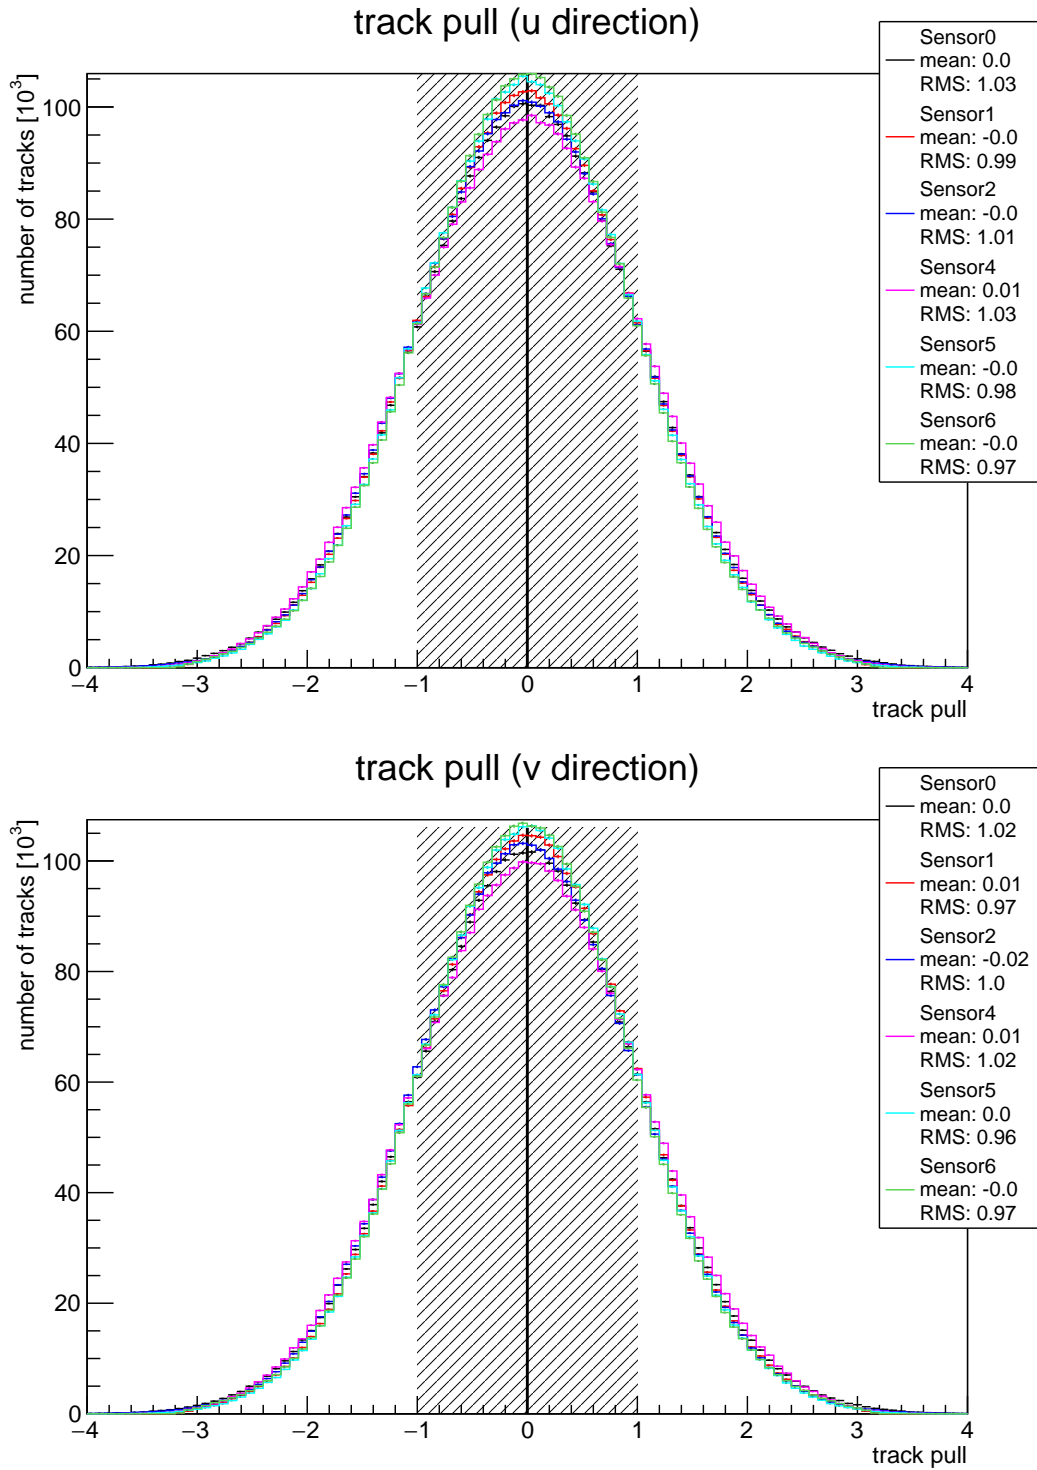 track pull (u direction)
number of tracks [10³]
100
80
60
40
20
0
−4 −3 −2 −1 0 1 2 3 4
track pull
Sensor0
mean: 0.0
RMS: 1.03
Sensor1
mean: -0.0
RMS: 0.99
Sensor2
mean: -0.0
RMS: 1.01
Sensor4
mean: 0.01
RMS: 1.03
Sensor5
mean: -0.0
RMS: 0.98
Sensor6
mean: -0.0
RMS: 0.97
track pull (v direction)
number of tracks [10³]
100
80
60
40
20
0
−4 −3 −2 −1 0 1 2 3 4
track pull
Sensor0
mean: 0.0
RMS: 1.02
Sensor1
mean: 0.01
RMS: 0.97
Sensor2
mean: -0.02
RMS: 1.0
Sensor4
mean: 0.01
RMS: 1.02
Sensor5
mean: 0.0
RMS: 0.96
Sensor6
mean: -0.0
RMS: 0.97